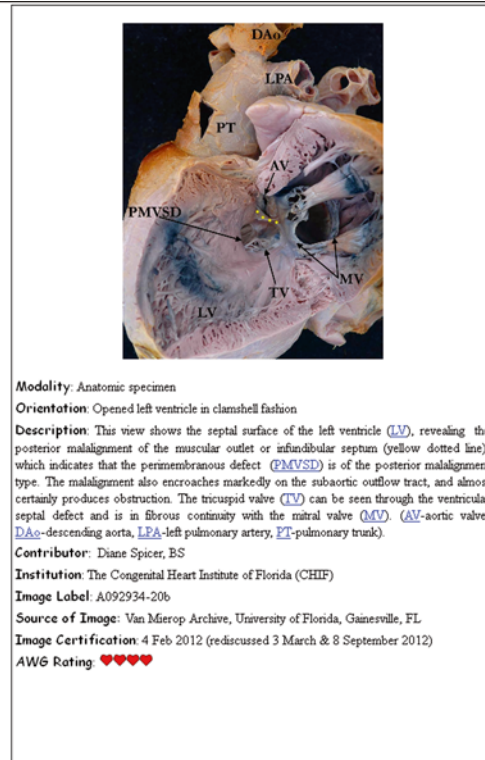 DAo
LPA
PT
AV
PMVSD
TV
MV
LV
Modality: Anatomic specimen
Orientation: Opened left ventricle in clamshell fashion
Description: This view shows the septal surface of the left ventricle (LV), revealing the
posterior malalignment of the muscular outlet or infundibular septum (yellow dotted line)
which indicates that the perimembranous defect (PMVSD) is of the posterior malalignmen
type. The malalignment also encroaches markedly on the subaortic outflow tract, and almos
certainly produces obstruction. The tricuspid valve (TV) can be seen through the ventricula
septal defect and is in fibrous continuity with the mitral valve (MV). (AV-aortic valve
DAo-descending aorta, LPA-left pulmonary artery, PT-pulmonary trunk).
Contributor: Diane Spicer, BS
Institution: The Congenital Heart Institute of Florida (CHIF)
Image Label: A092934-20b
Source of Image: Van Mierop Archive, University of Florida, Gainesville, FL
Image Certification: 4 Feb 2012 (rediscussed 3 March & 8 September 2012)
AWG Rating: